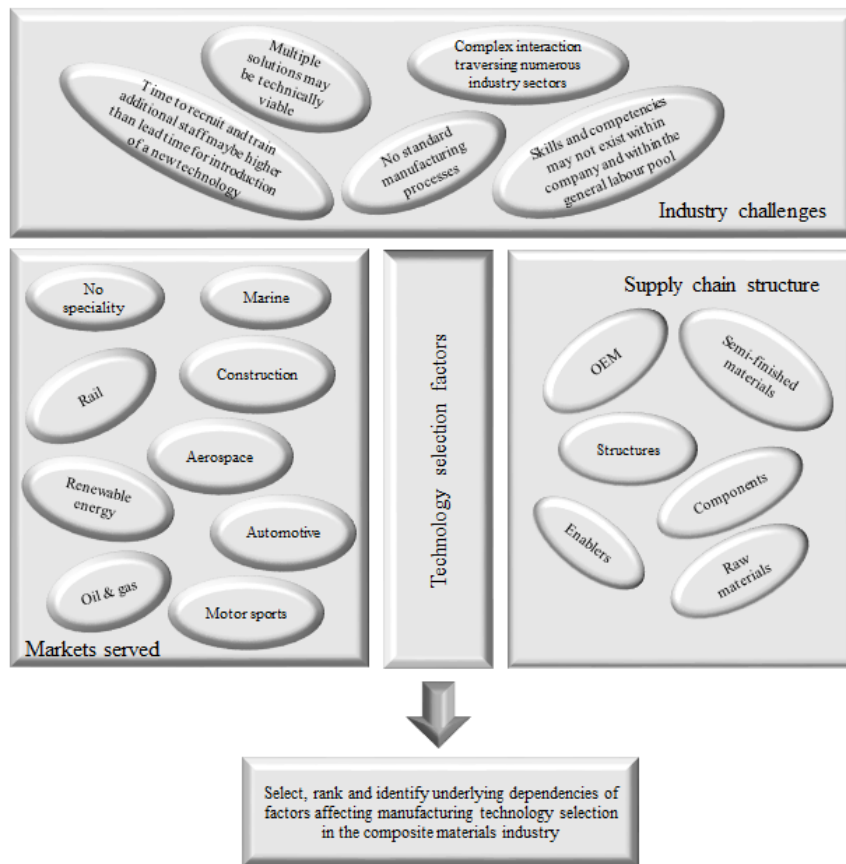 Multiple
solutions may
be technically
viable
Complex interaction
traversing numerous
industry sectors
Time to recruit and train
additional staff maybe higher
than lead time for introduction
of a new technology
No standard
manufacturing
processes
Skills and competencies
may not exist within
company and within the
general labour pool
Industry challenges
No
speciality
Marine
Rail
Construction
Aerospace
Renewable
energy
Automotive
Oil & gas
Motor sports
Markets served
Technology selection factors
Supply chain structure
OEM
Semi-finished
materials
Structures
Components
Enablers
Raw
materials
Select, rank and identify underlying dependencies of
factors affecting manufacturing technology selection
in the composite materials industry